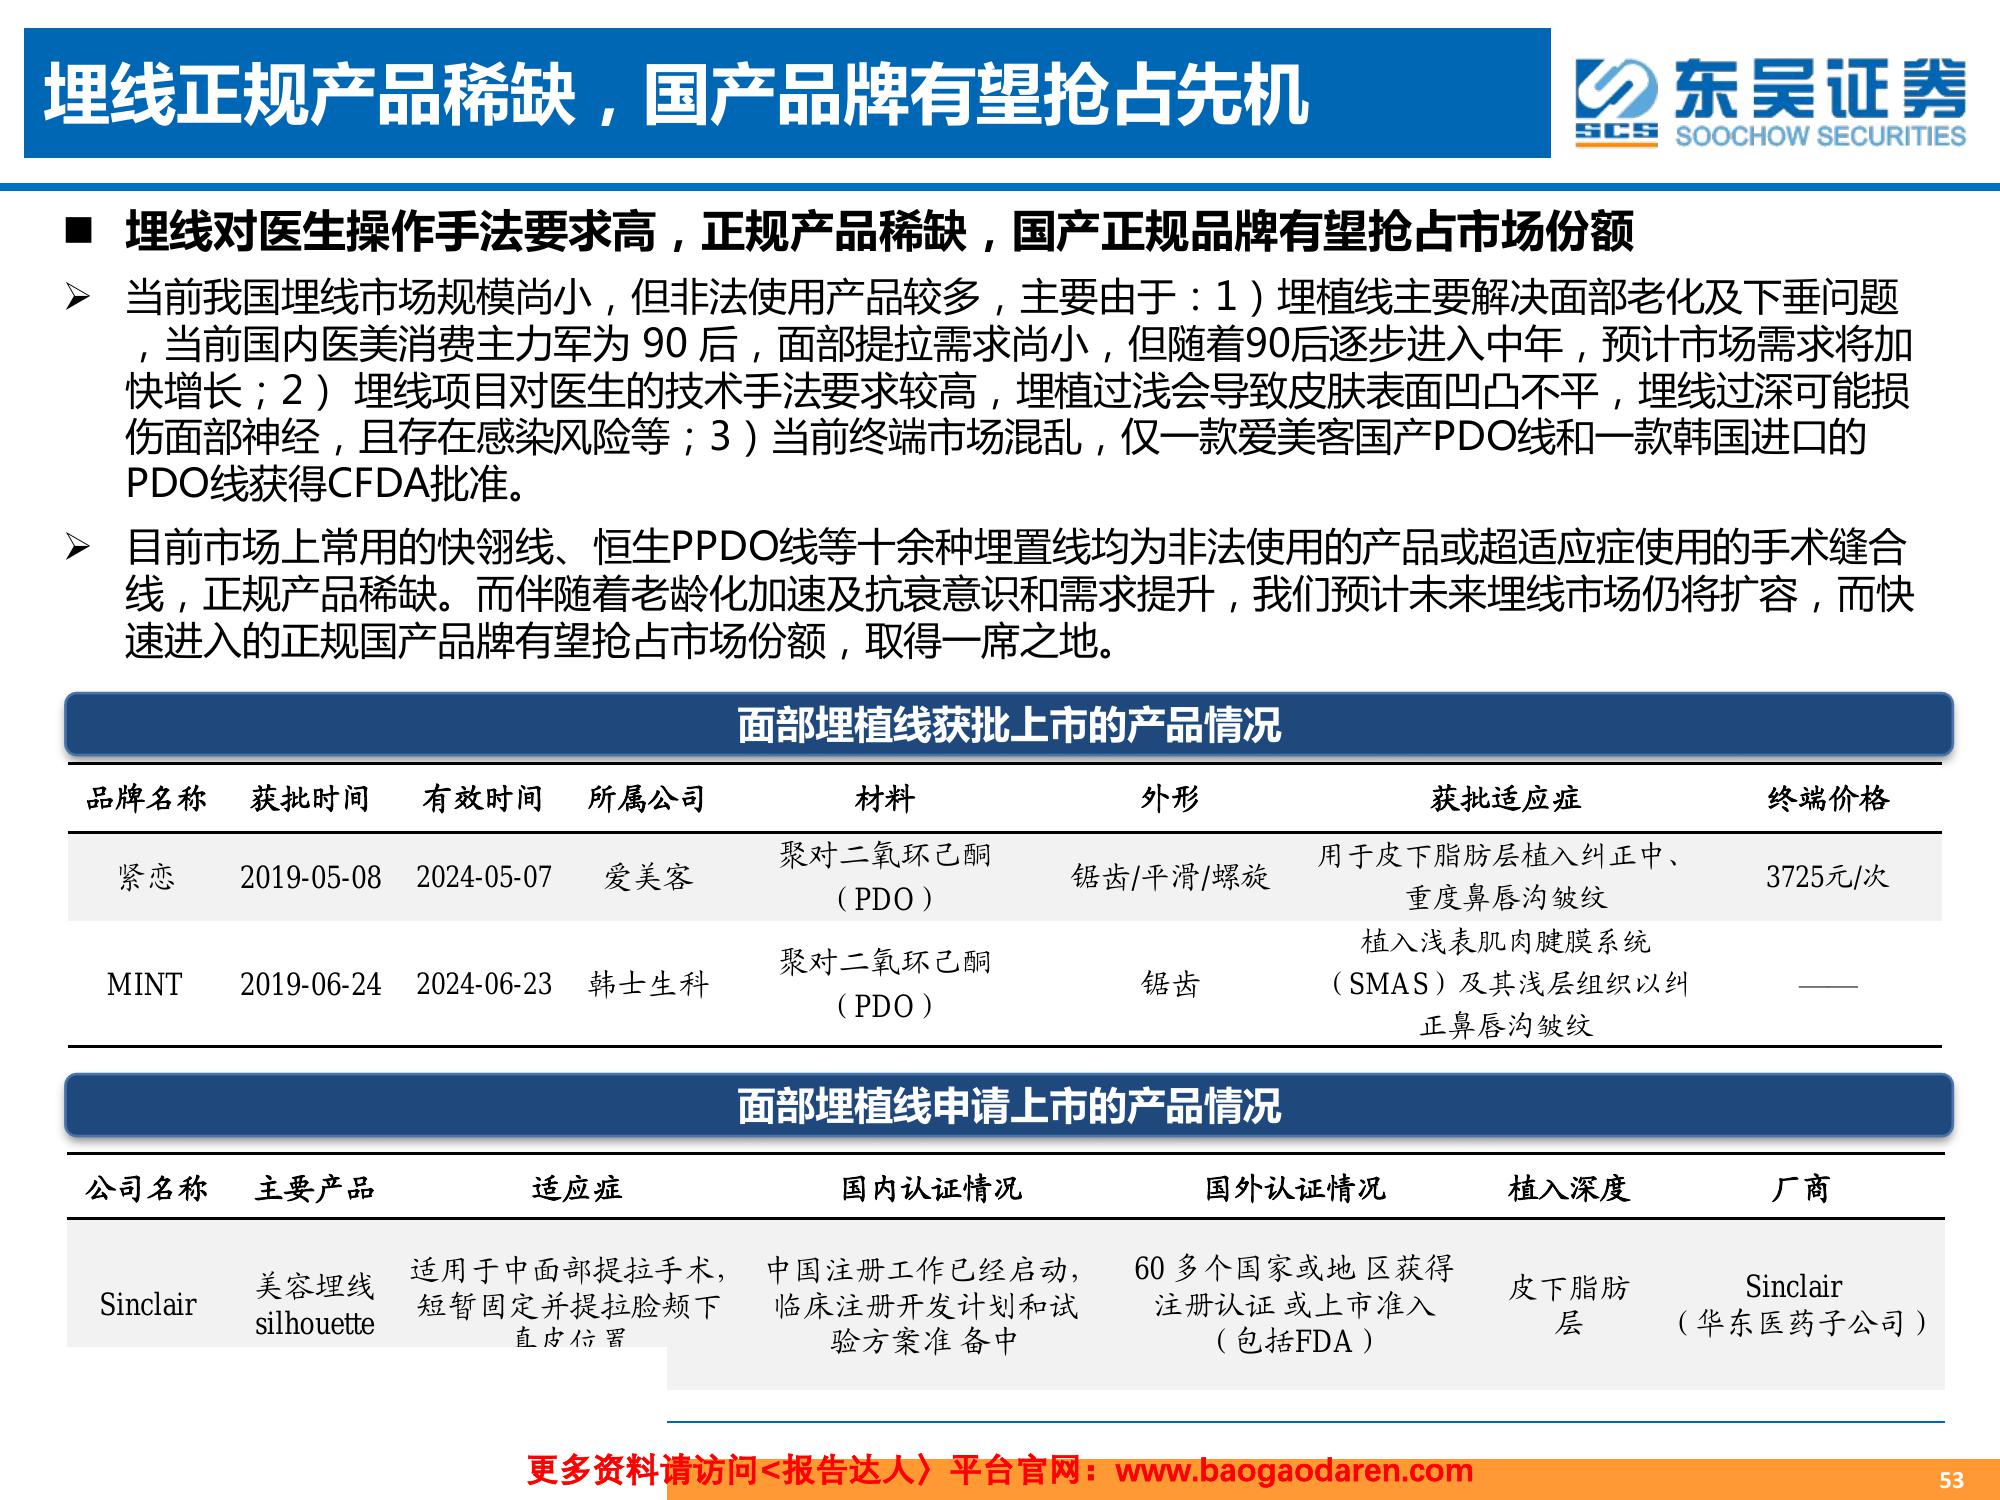 埋线正规产品稀缺，国产品牌有望抢占先机
东吴证券
SCS
SOOCHOW SECURITIES
■ 埋线对医生操作手法要求高，正规产品稀缺，国产正规品牌有望抢占市场份额
➢ 当前我国埋线市场规模尚小，但非法使用产品较多，主要由于：1）埋植线主要解决面部老化及下垂问题
，当前国内医美消费主力军为 90 后，面部提拉需求尚小，但随着90后逐步进入中年，预计市场需求将加
快增长；2） 埋线项目对医生的技术手法要求较高，埋植过浅会导致皮肤表面凹凸不平，埋线过深可能损
伤面部神经，且存在感染风险等；3）当前终端市场混乱，仅一款爱美客国产PDO线和一款韩国进口的
PDO线获得CFDA批准。
➢ 目前市场上常用的快翎线、恒生PPDO线等十余种埋置线均为非法使用的产品或超适应症使用的手术缝合
线，正规产品稀缺。而伴随着老龄化加速及抗衰意识和需求提升，我们预计未来埋线市场仍将扩容，而快
速进入的正规国产品牌有望抢占市场份额，取得一席之地。
面部埋植线获批上市的产品情况
品牌名称 获批时间 有效时间 所属公司 材料 外形 获批适应症 终端价格
紧恋 2019-05-08 2024-05-07 爱美客 聚对二氧环己酮（PDO） 锯齿/平滑/螺旋 用于皮下脂肪层植入纠正中、重度鼻唇沟皱纹 3725元/次
MINT 2019-06-24 2024-06-23 韩士生科 聚对二氧环己酮（PDO） 锯齿 植入浅表肌肉腱膜系统（SMAS）及其浅层组织以纠正鼻唇沟皱纹 ——
面部埋植线申请上市的产品情况
公司名称 主要产品 适应症 国内认证情况 国外认证情况 植入深度 厂商
Sinclair 美容埋线silhouette 适用于中面部提拉手术，短暂固定并提拉脸颊下真皮位置 中国注册工作已经启动，临床注册开发计划和试验方案准 备中 60 多个国家或地 区获得注册认证 或上市准入（包括FDA） 皮下脂肪层 Sinclair（华东医药子公司）
更多资料请访问<报告达人〉平台官网：www.baogaodaren.com
53